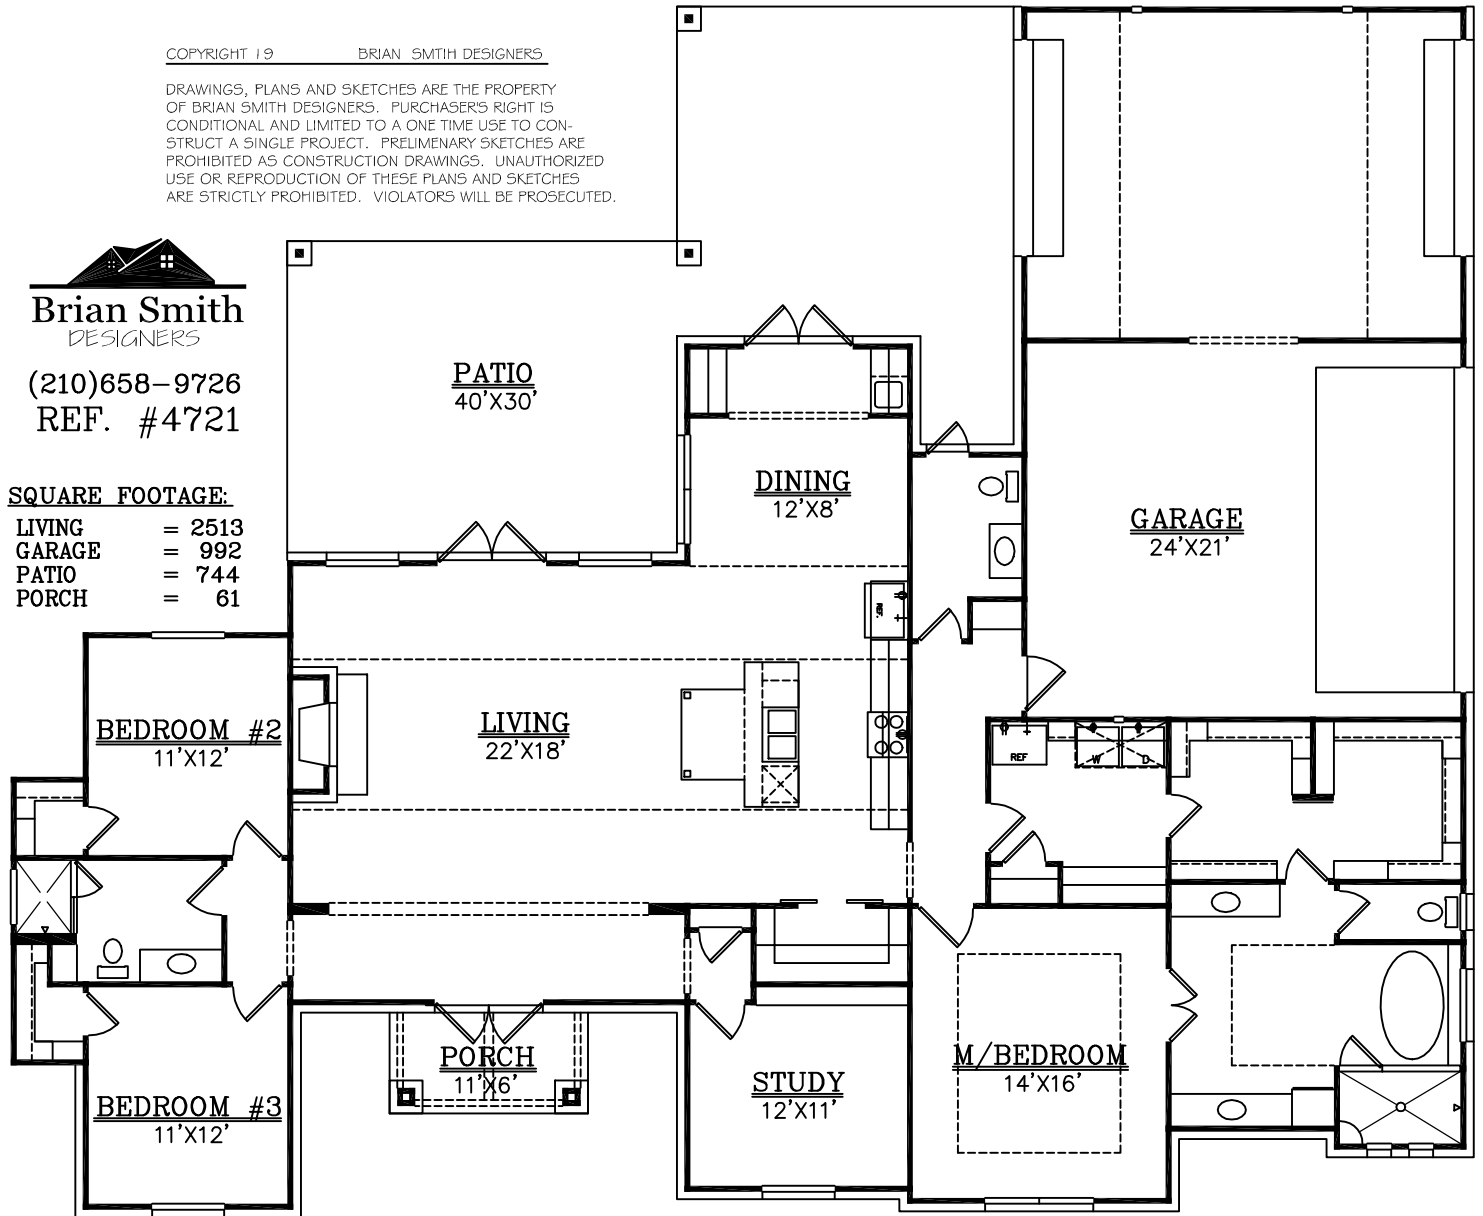 COPYRIGHT 19 BRIAN SMTIH DESIGNERS
DRAWINGS, PLANS AND SKETCHES ARE THE PROPERTY
OF BRIAN SMITH DESIGNERS. PURCHASER'S RIGHT IS
CONDITIONAL AND LIMITED TO A ONE TIME USE TO CON-
STRUCT A SINGLE PROJECT. PRELIMENARY SKETCHES ARE
PROHIBITED AS CONSTRUCTION DRAWINGS. UNAUTHORIZED
USE OR REPRODUCTION OF THESE PLANS AND SKETCHES
ARE STRICTLY PROHIBITED. VIOLATORS WILL BE PROSECUTED.
Brian Smith
DESIGNERS
(210)658-9726
REF. #4721
SQUARE FOOTAGE:
LIVING = 2513
GARAGE = 992
PATIO = 744
PORCH = 61
PATIO
40'X30'
DINING
12'X8'
GARAGE
24'X21'
REF.
BEDROOM #2
11'X12'
LIVING
22'X18'
REF
W D
PORCH
11'X6'
M/BEDROOM
14'X16'
STUDY
12'X11'
BEDROOM #3
11'X12'